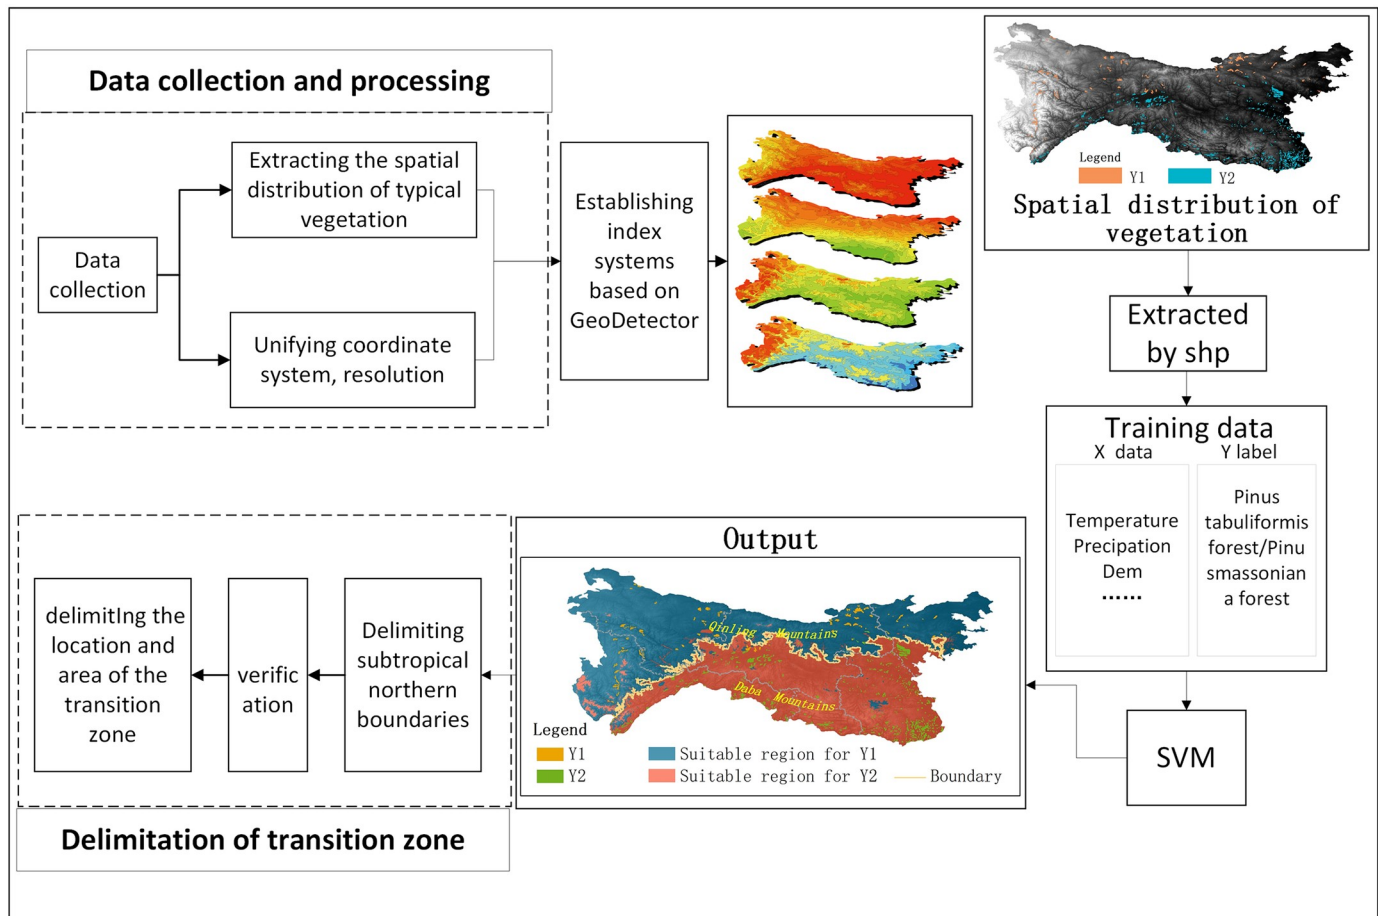 Data collection and processing
Data
collection
Extracting the spatial
distribution of typical
vegetation
Unifying coordinate
system, resolution
Establishing
index
systems
based on
GeoDetector
Legend
Y1
Y2
Spatial distribution of
vegetation
Extracted
by shp
Training data
X data
Y label
Temperature
Precipation
Dem
······
Pinus
tabuliformis
forest/Pinu
smassonian
a forest
SVM
Output
Qinling Mountains
Daba Mountains
Legend
Y1
Suitable region for Y1
Y2
Suitable region for Y2
Boundary
Delimiting
subtropical
northern
boundaries
verific
ation
delimitIng the
location and
area of the
transition
zone
Delimitation of transition zone